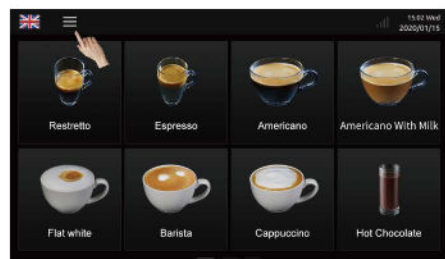 15:02 Wed
2020/01/15
Restretto
Espresso
Americano
Americano With Milk
Flat white
Barista
Cappuccino
Hot Chocolate